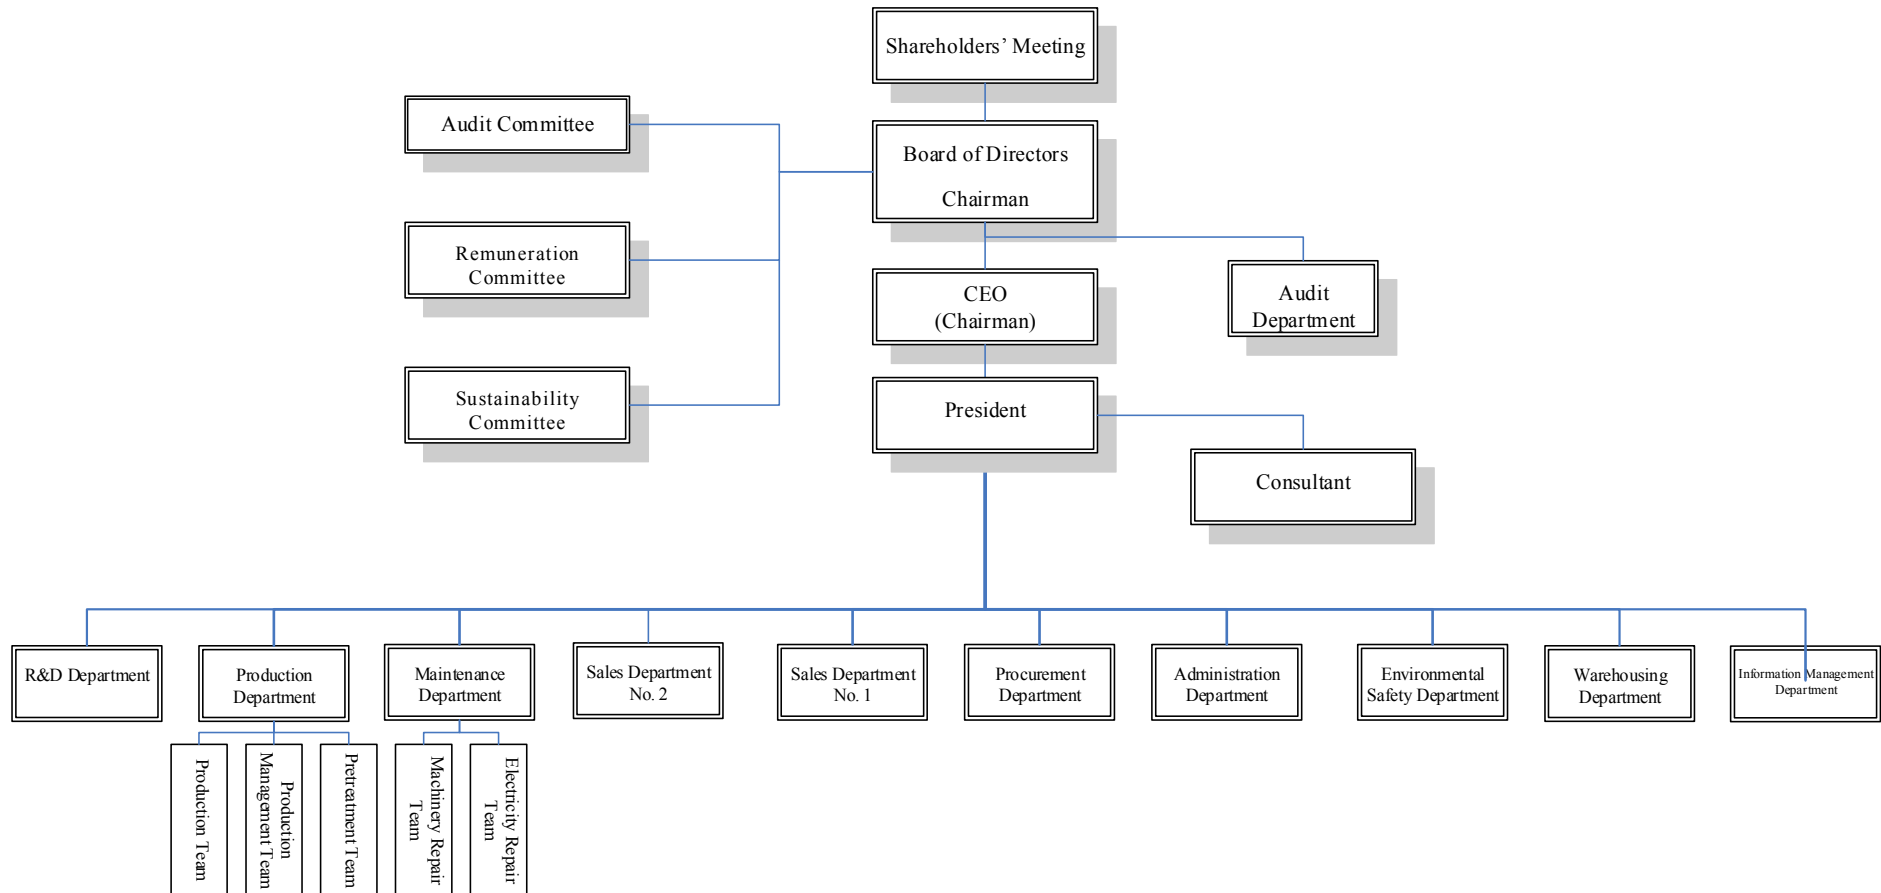 Shareholders’ Meeting
Audit Committee
Board of Directors
Chairman
Remuneration
Committee
CEO
(Chairman)
Audit
Department
Sustainability
Committee
President
Consultant
R&D Department
Production
Department
Maintenance
Department
Sales Department
No. 2
Sales Department
No. 1
Procurement
Department
Administration
Department
Environmental
Safety Department
Warehousing
Department
Information Management
Department
Production Team
Production
Management Team
Pretreatment Team
Machinery Repair
Team
Electricity Repair
Team